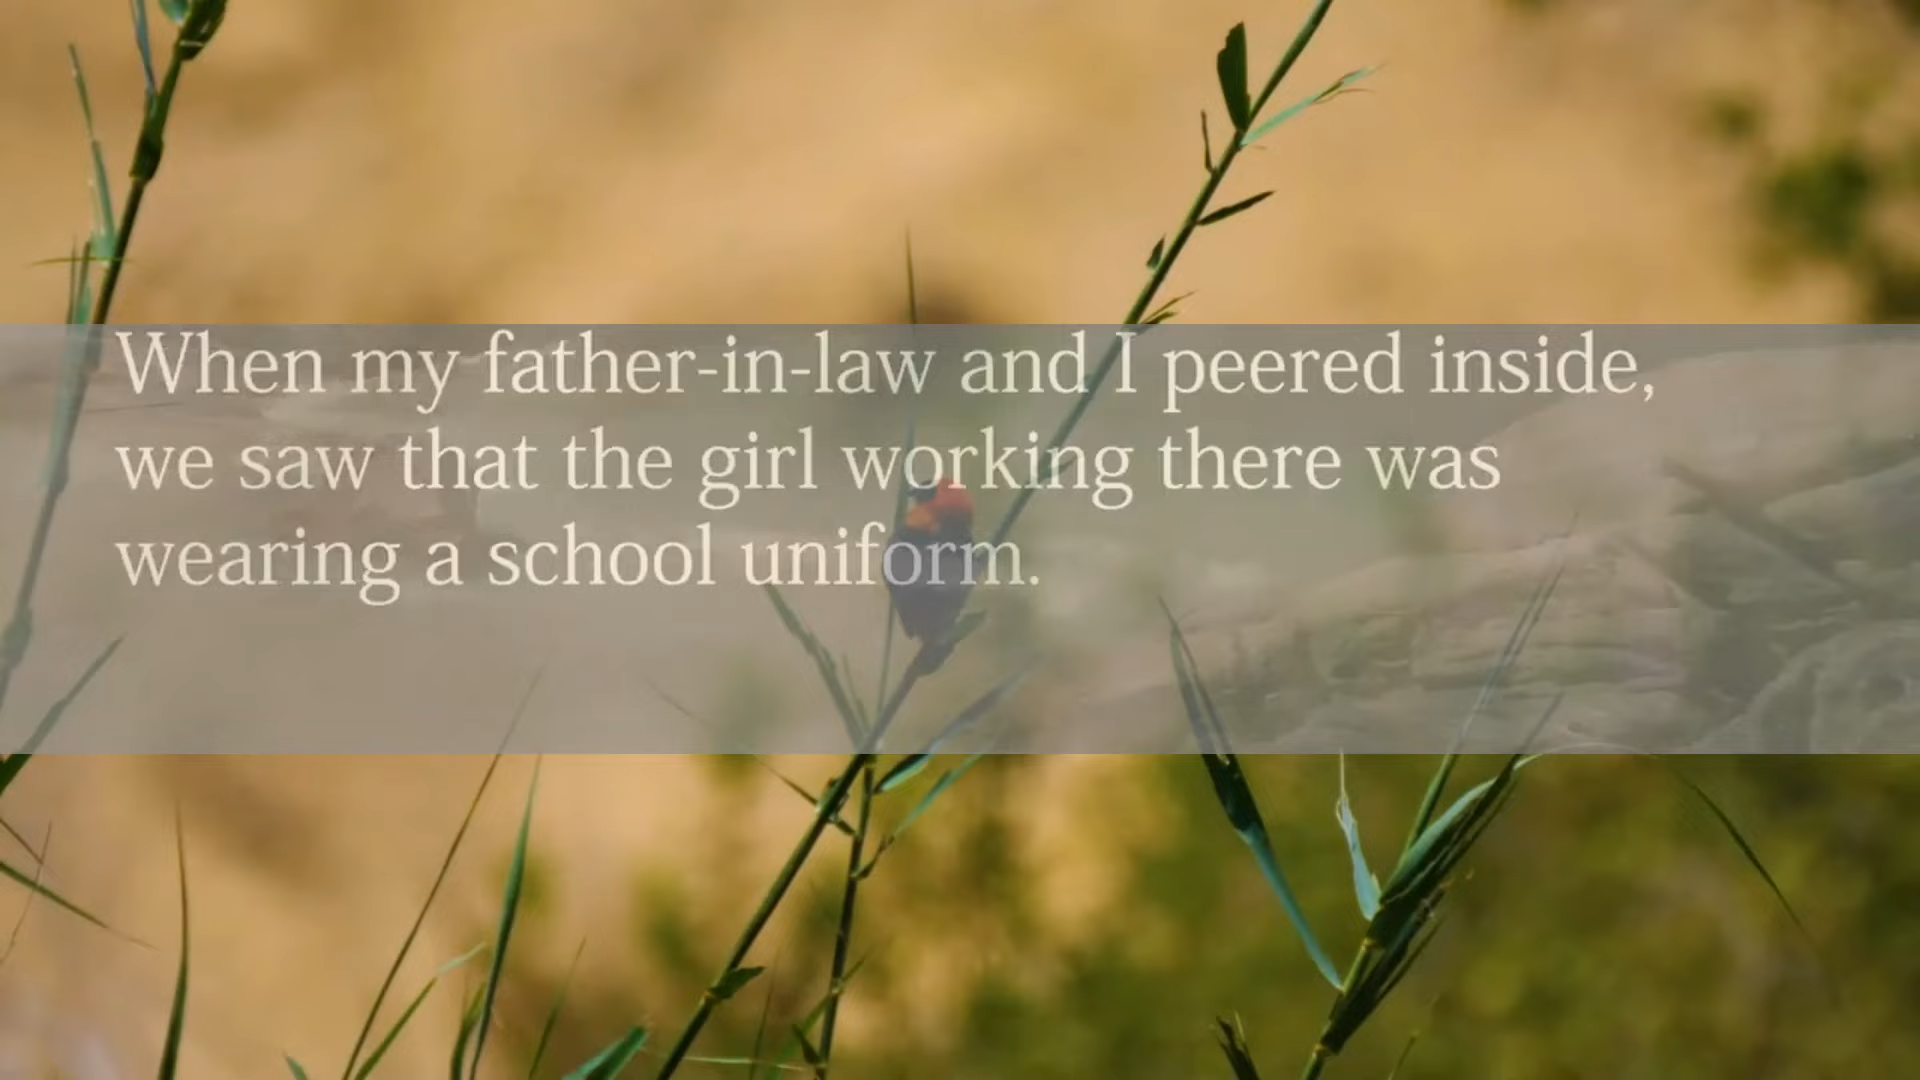 When my father-in-law and I peered inside,
we saw that the girl working there was
wearing a school uniform.